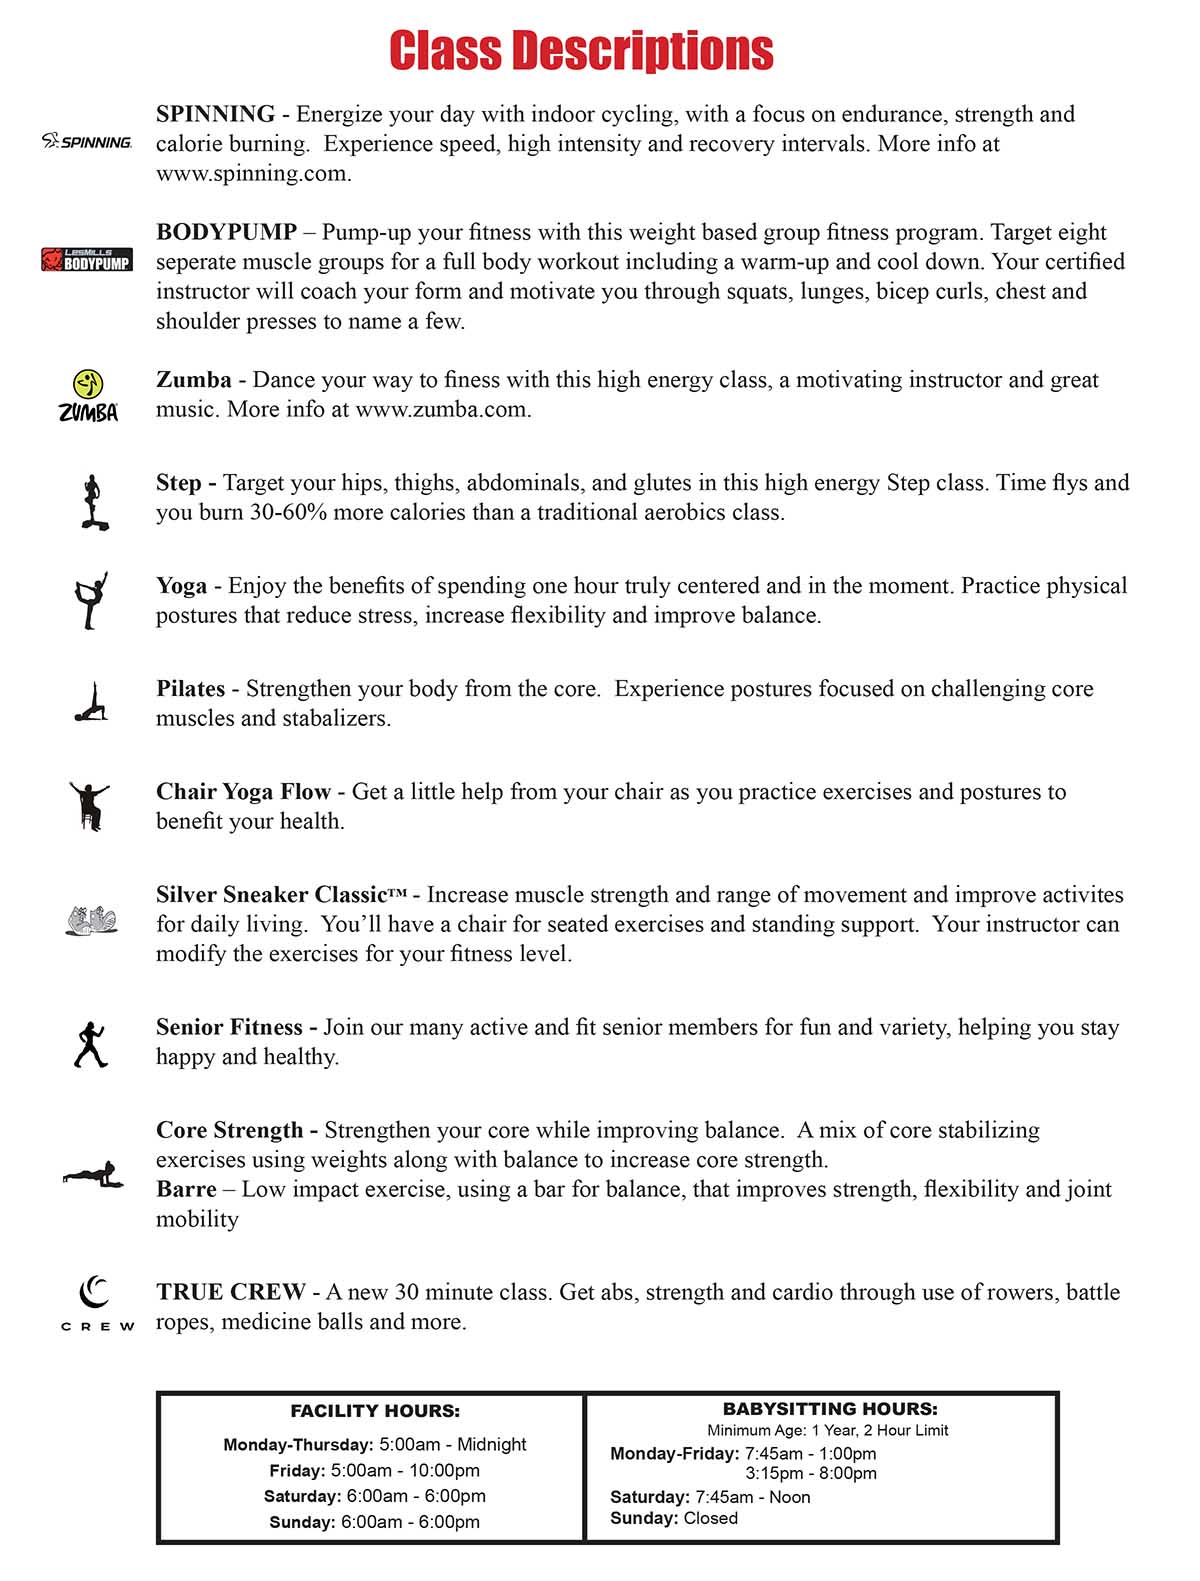 Class Descriptions
SPINNING - Energize your day with indoor cycling, with a focus on endurance, strength and
SPINNING
calorie burning.  Experience speed, high intensity and recovery intervals. More info at
www.spinning.com.
BODYPUMP – Pump-up your fitness with this weight based group fitness program. Target eight
LESMILLS
BODYPUMP
seperate muscle groups for a full body workout including a warm-up and cool down. Your certified
instructor will coach your form and motivate you through squats, lunges, bicep curls, chest and
shoulder presses to name a few.
Zumba - Dance your way to finess with this high energy class, a motivating instructor and great
ZUMBA
music. More info at www.zumba.com.
Step - Target your hips, thighs, abdominals, and glutes in this high energy Step class. Time flys and
you burn 30-60% more calories than a traditional aerobics class.
Yoga - Enjoy the benefits of spending one hour truly centered and in the moment. Practice physical
postures that reduce stress, increase flexibility and improve balance.
Pilates - Strengthen your body from the core.  Experience postures focused on challenging core
muscles and stabalizers.
Chair Yoga Flow - Get a little help from your chair as you practice exercises and postures to
benefit your health.
Silver Sneaker Classic™ - Increase muscle strength and range of movement and improve activites
for daily living.  You’ll have a chair for seated exercises and standing support.  Your instructor can
modify the exercises for your fitness level.
Senior Fitness - Join our many active and fit senior members for fun and variety, helping you stay
happy and healthy.
Core Strength - Strengthen your core while improving balance.  A mix of core stabilizing
exercises using weights along with balance to increase core strength.
Barre – Low impact exercise, using a bar for balance, that improves strength, flexibility and joint
mobility
TRUE CREW - A new 30 minute class. Get abs, strength and cardio through use of rowers, battle
CREW
ropes, medicine balls and more.
FACILITY HOURS:
Monday-Thursday: 5:00am - Midnight
Friday: 5:00am - 10:00pm
Saturday: 6:00am - 6:00pm
Sunday: 6:00am - 6:00pm
BABYSITTING HOURS:
Minimum Age: 1 Year, 2 Hour Limit
Monday-Friday: 7:45am - 1:00pm
3:15pm - 8:00pm
Saturday: 7:45am - Noon
Sunday: Closed